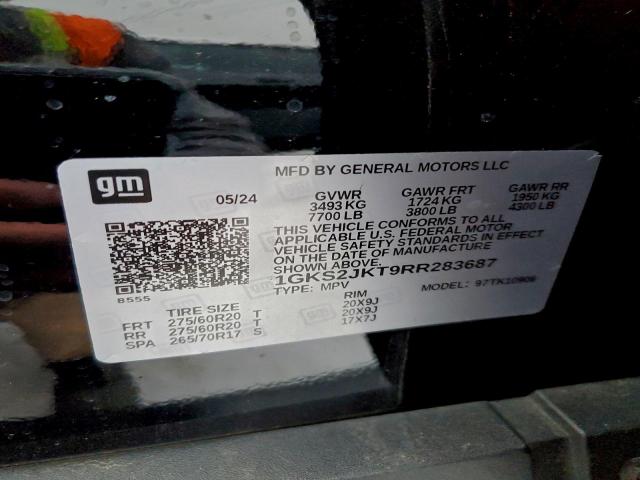 gm
MFD BY GENERAL MOTORS LLC
05/24 GVWR GAWR FRT GAWR RR
3493 KG 1724 KG 1950 KG
7700 LB 3800 LB 4300 LB
THIS VEHICLE CONFORMS TO ALL
APPLICABLE U.S. FEDERAL MOTOR
VEHICLE SAFETY STANDARDS IN EFFECT
ON THE DATE OF MANUFACTURE
SHOWN ABOVE.
1GKS2JKT9RR283687
8555 TYPE: MPV MODEL: 97TK10906
TIRE SIZE RIM
FRT 275/60R20 T 20X9J
RR 275/60R20 T 20X9J
SPA 265/70R17 S 17X7J